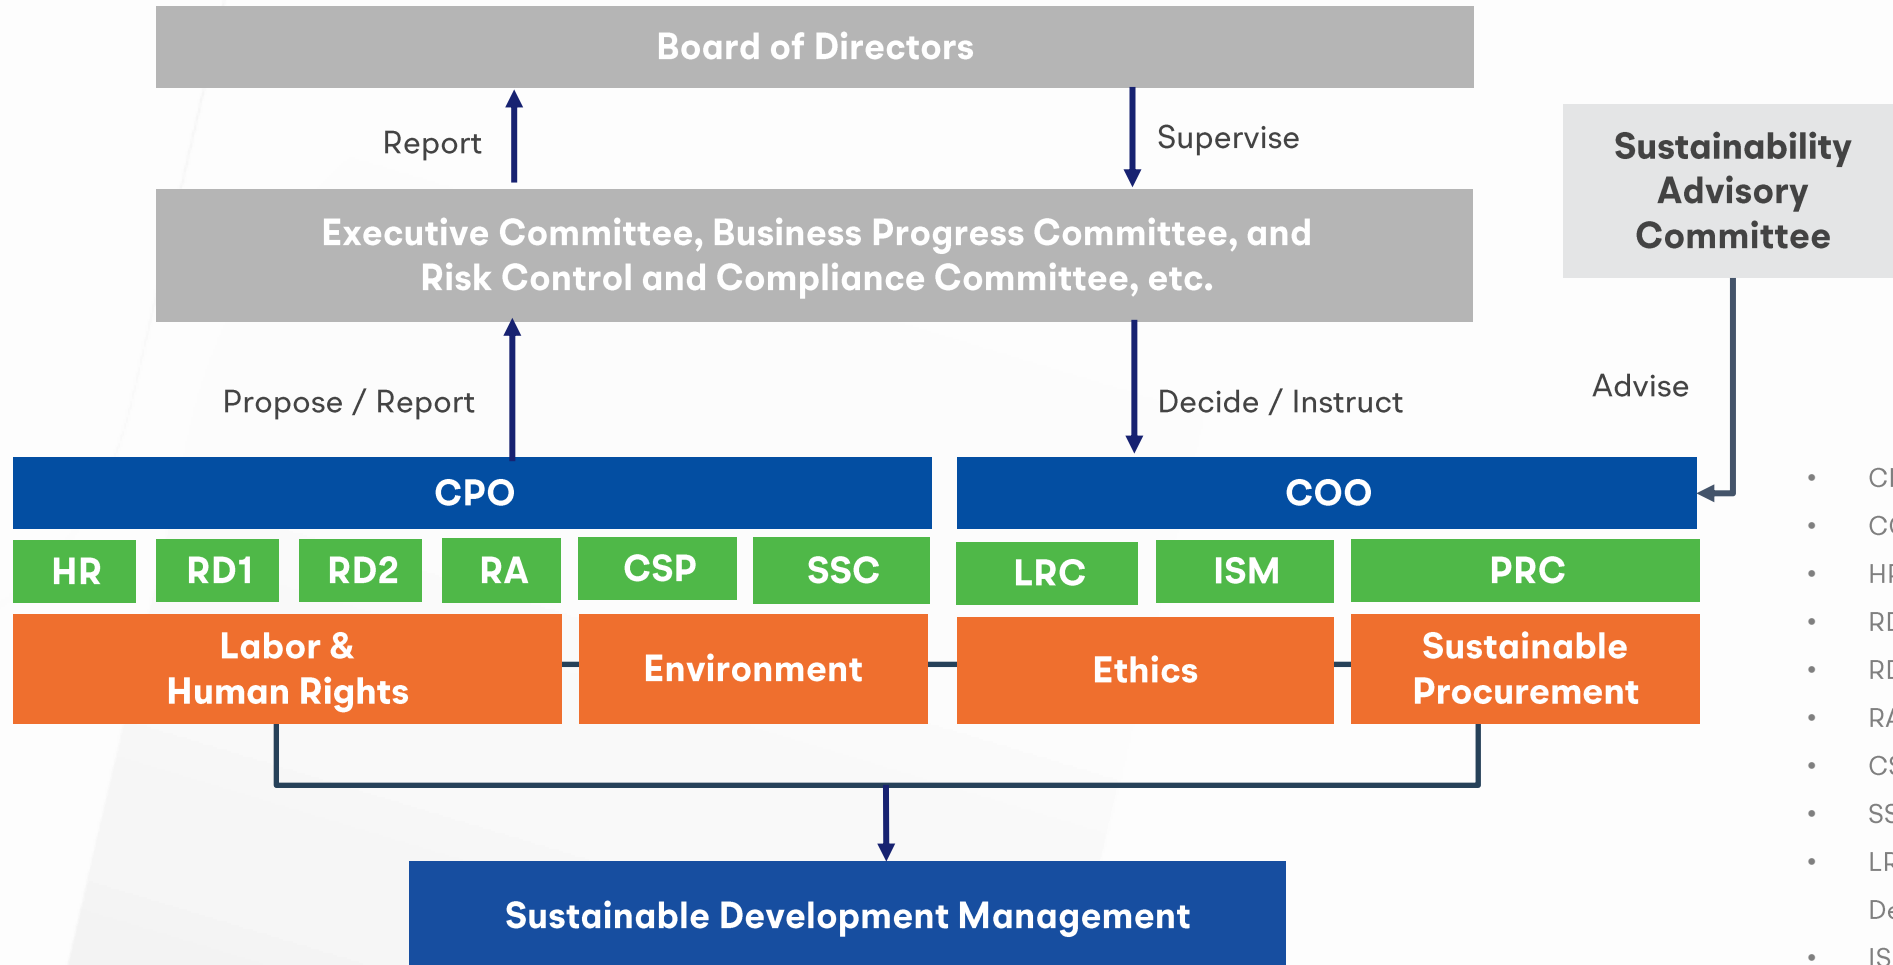 Board of Directors
Report
Supervise
Sustainability
Advisory
Committee
Executive Committee, Business Progress Committee, and
Risk Control and Compliance Committee, etc.
Propose / Report
Decide / Instruct
Advise
CPO
COO
HR
RD1
RD2
RA
CSP
SSC
LRC
ISM
PRC
Labor &
Human Rights
Environment
Ethics
Sustainable
Procurement
Sustainable Development Management